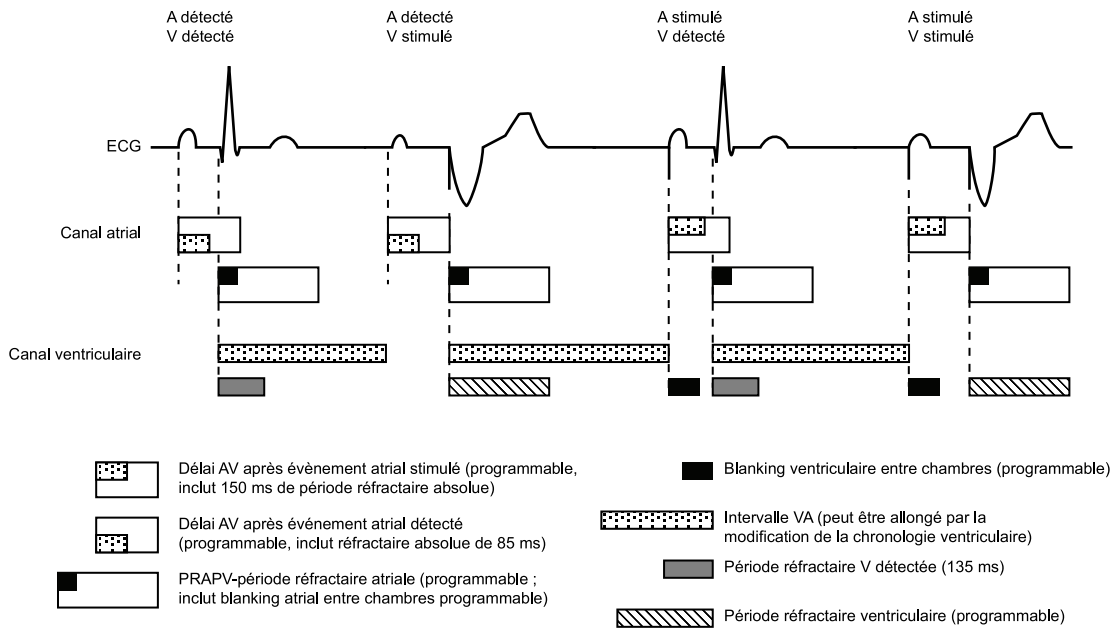 A détecté
V détecté
A détecté
V stimulé
A stimulé
V détecté
A stimulé
V stimulé
ECG
Canal atrial
Canal ventriculaire
Délai AV après évènement atrial stimulé (programmable,
inclut 150 ms de période réfractaire absolue)
Délai AV après événement atrial détecté
(programmable, inclut réfractaire absolue de 85 ms)
PRAPV-période réfractaire atriale (programmable ;
inclut blanking atrial entre chambres programmable)
Blanking ventriculaire entre chambres (programmable)
Intervalle VA (peut être allongé par la
modification de la chronologie ventriculaire)
Période réfractaire V détectée (135 ms)
Période réfractaire ventriculaire (programmable)